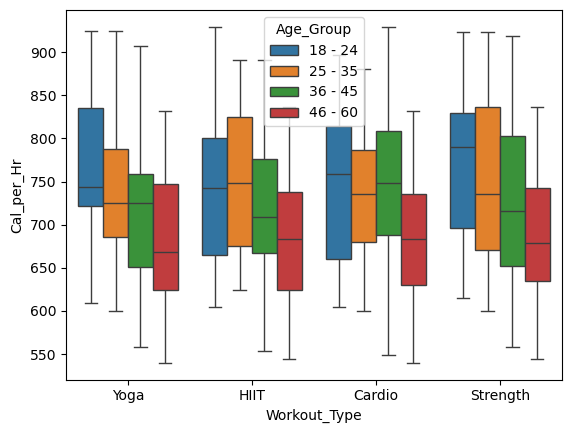 Age_Group
18 - 24
25 - 35
36 - 45
46 - 60
900
850
800
750
700
650
600
550
Cal_per_Hr
Yoga HIIT Cardio Strength
Workout_Type